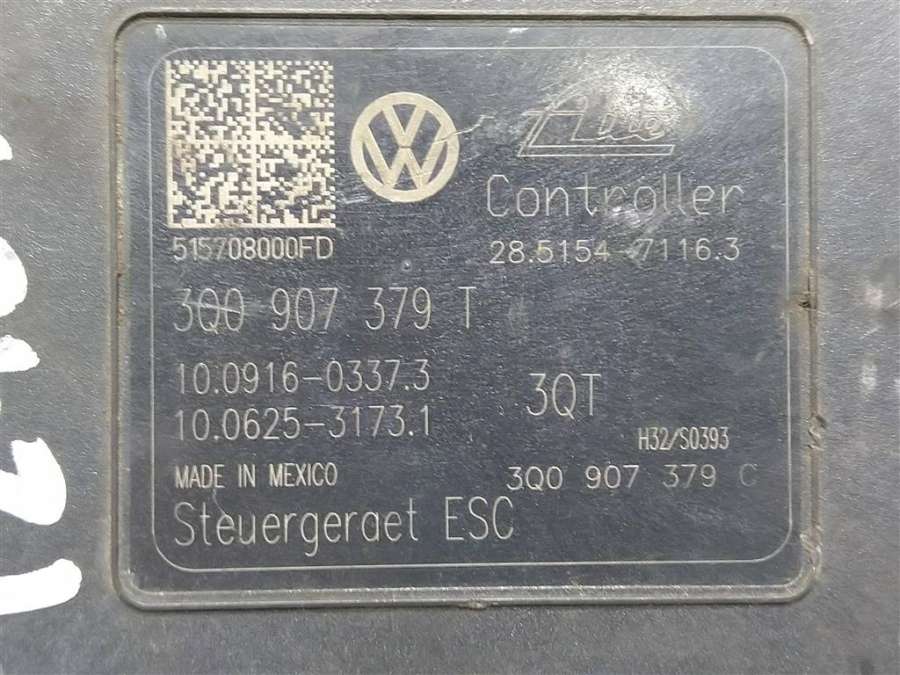 Ate
Controller
515708000FD
28.5154-7116.3
3Q0 907 379 T
10.0916-0337.3
10.0625-3173.1
3QT
H32/S0393
MADE IN MEXICO
3Q0 907 379 C
Steuergeraet ESC